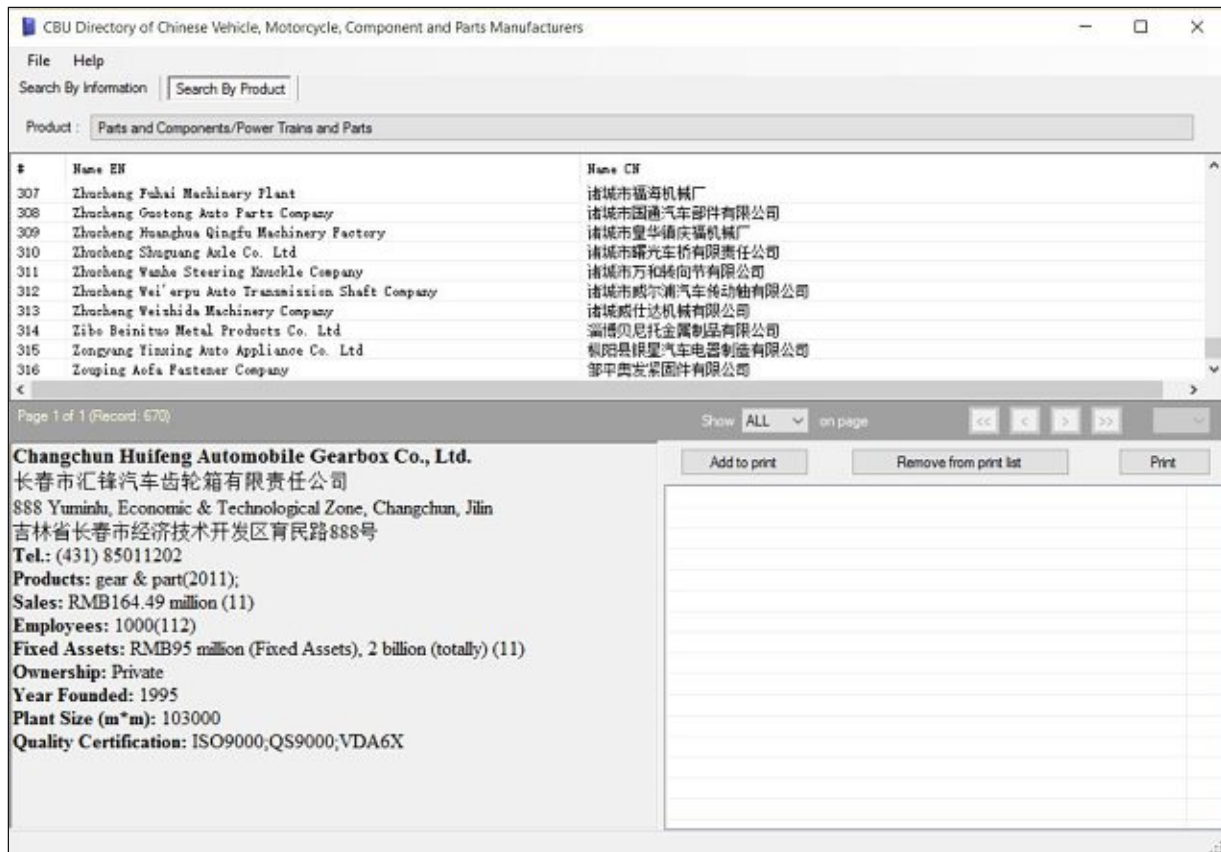 CBU Directory of Chinese Vehicle, Motorcycle, Component and Parts Manufacturers
File Help
Search By Information Search By Product
Product : Parts and Components/Power Trains and Parts
# Name EN Name CN
307 Zhucheng Fuhai Machinery Plant 诸城市福海机械厂
308 Zhucheng Guotong Auto Parts Company 诸城市国通汽车部件有限公司
309 Zhucheng Huanghua Qingfu Machinery Factory 诸城市皇华镇庆福机械厂
310 Zhucheng Shuguang Axle Co. Ltd 诸城市曙光车桥有限责任公司
311 Zhucheng Wanhe Steering Knuckle Company 诸城市万和转向节有限公司
312 Zhucheng Wei'erpu Auto Transmission Shaft Company 诸城市威尔浦汽车传动轴有限公司
313 Zhucheng Weishida Machinery Company 诸城威仕达机械有限公司
314 Zibo Beinituo Metal Products Co. Ltd 淄博贝尼托金属制品有限公司
315 Zongyang Yinxing Auto Appliance Co. Ltd 枞阳县银星汽车电器制造有限公司
316 Zouping Aofa Fastener Company 邹平奥发紧固件有限公司
Page 1 of 1 (Record: 670) Show ALL on page << < > >>
Changchun Huifeng Automobile Gearbox Co., Ltd.
Add to print Remove from print list Print
长春市汇锋汽车齿轮箱有限责任公司
888 Yuminlu, Economic & Technological Zone, Changchun, Jilin
吉林省长春市经济技术开发区育民路888号
Tel.: (431) 85011202
Products: gear & part(2011);
Sales: RMB164.49 million (11)
Employees: 1000(112)
Fixed Assets: RMB95 million (Fixed Assets), 2 billion (totally) (11)
Ownership: Private
Year Founded: 1995
Plant Size (m*m): 103000
Quality Certification: ISO9000;QS9000;VDA6X